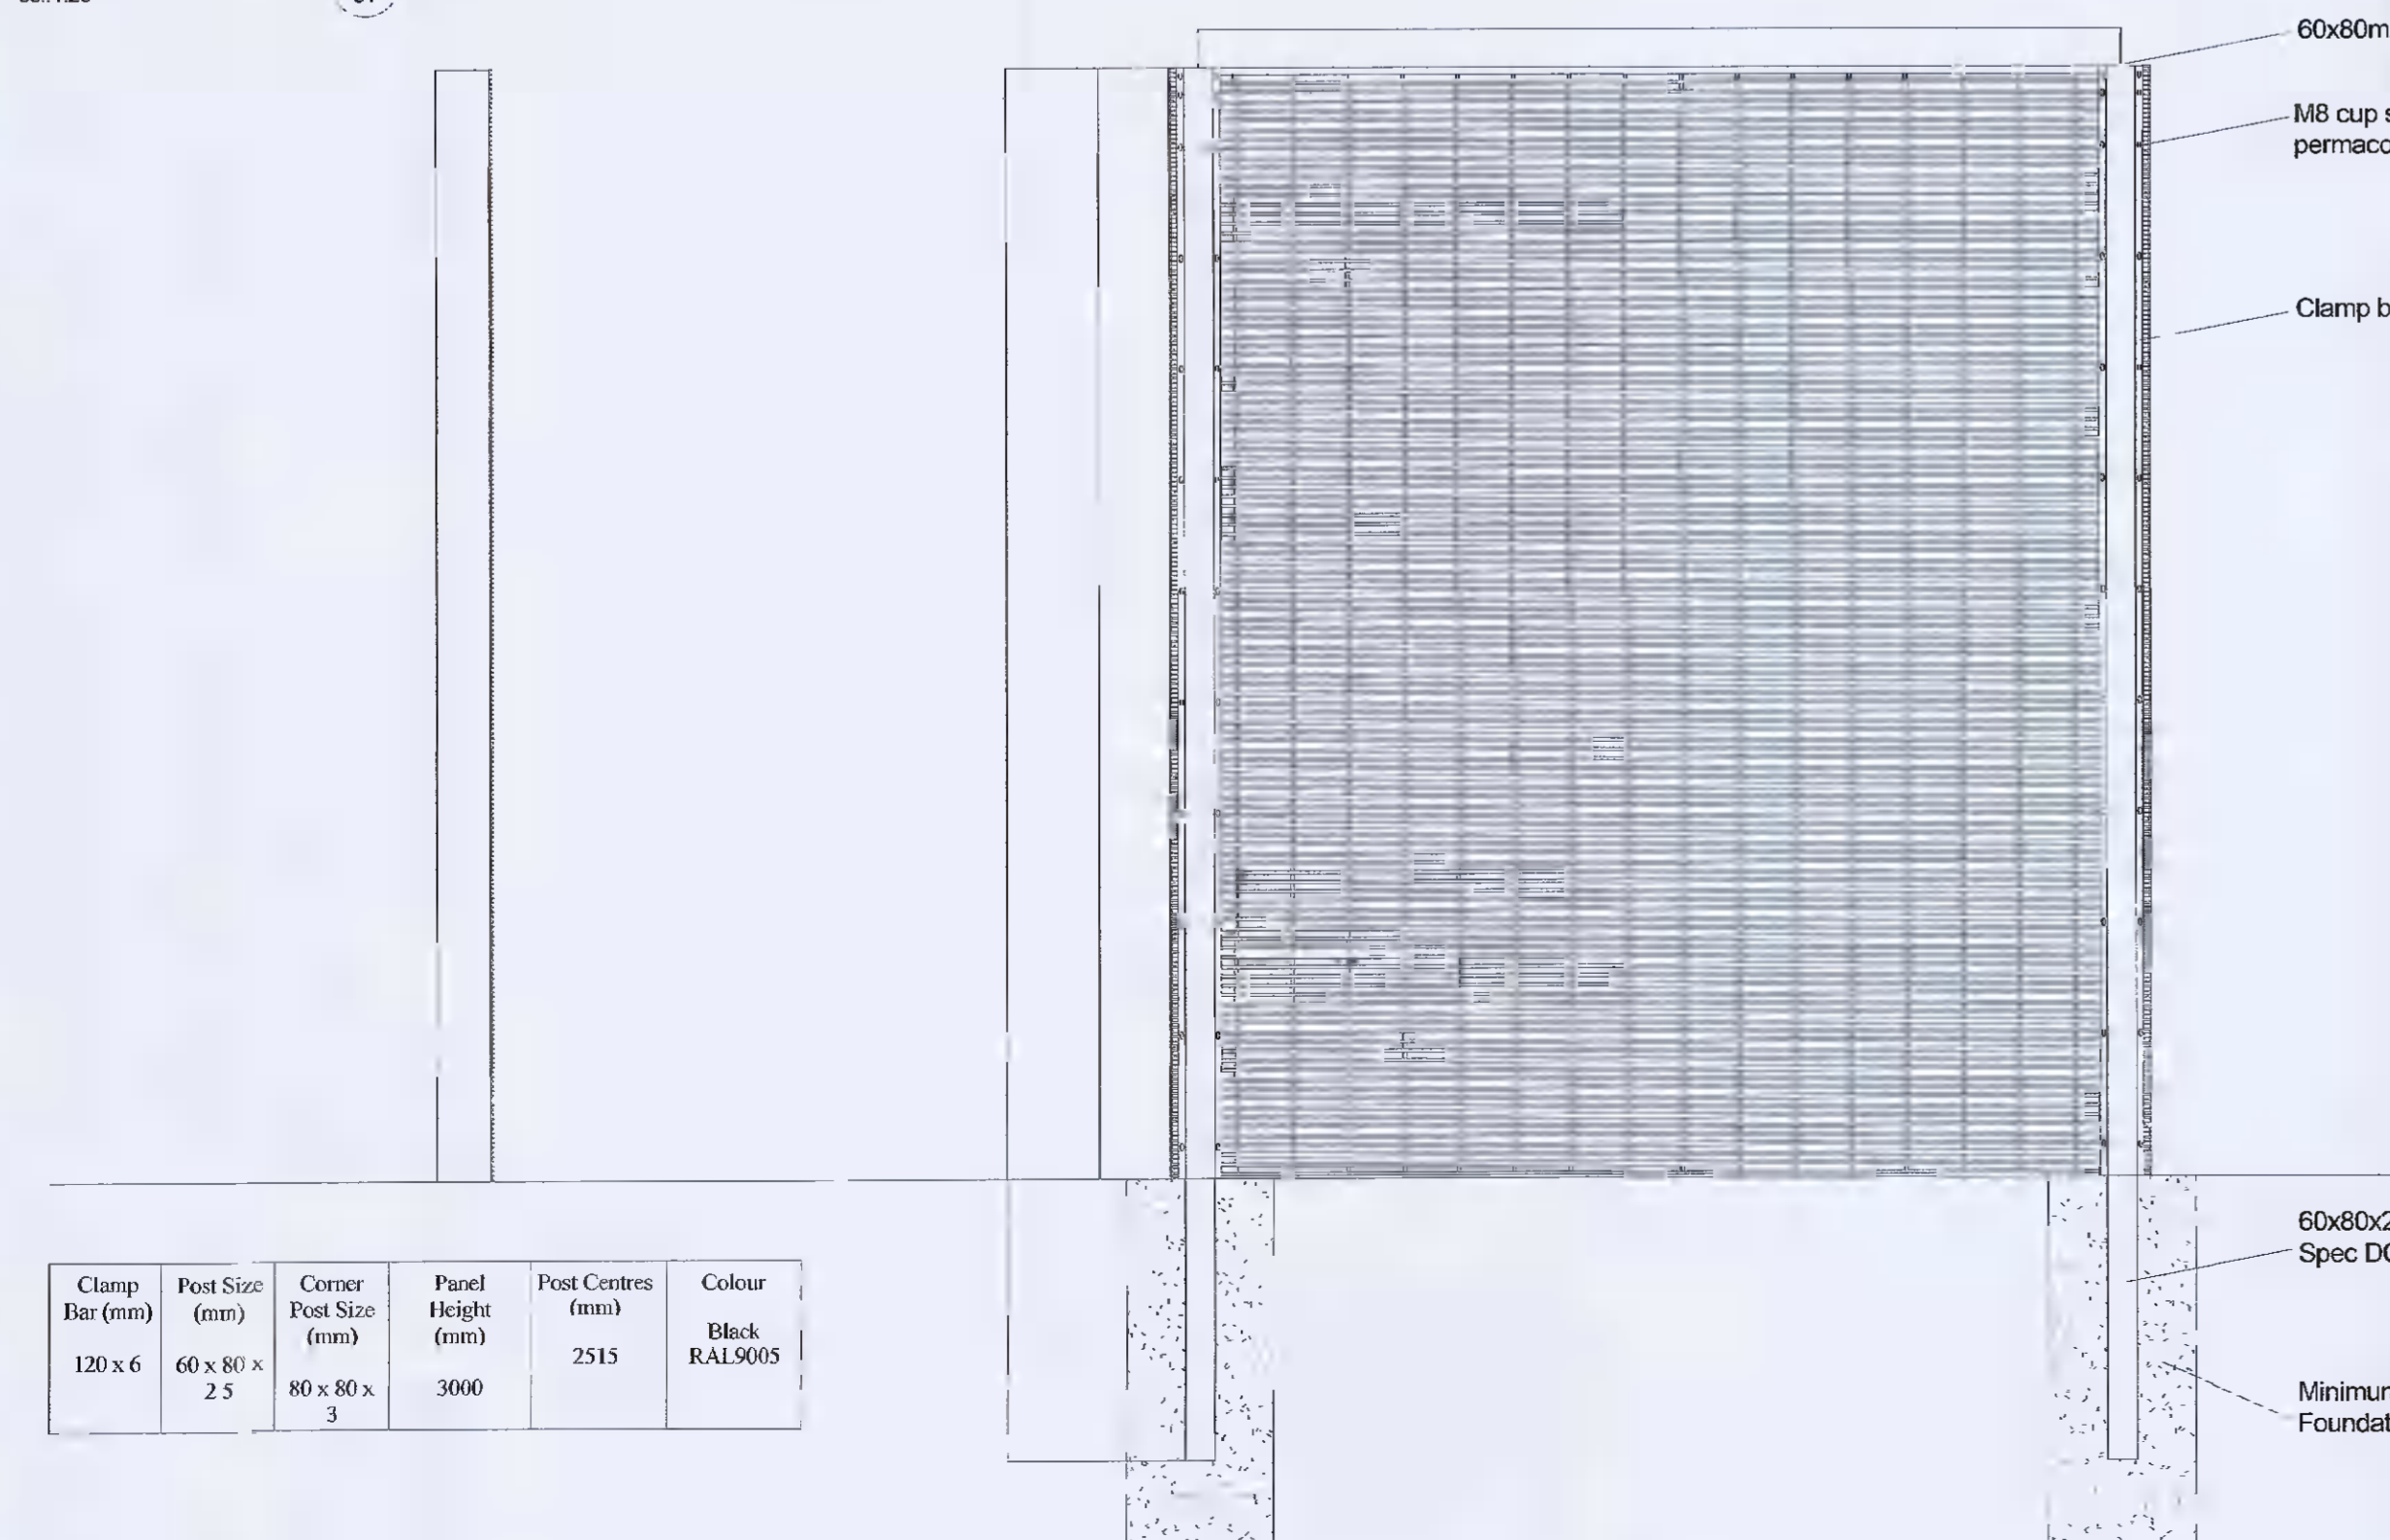 60x80m
M8 cup s
permaco
Clamp b
60x80x2
Spec DC
Minimun
Foundat
Clamp Bar (mm)
120 x 6
Post Size (mm)
60 x 80 x 2 5
Corner Post Size (mm)
80 x 80 x 3
Panel Height (mm)
3000
Post Centres (mm)
2515
Colour
Black RAL9005